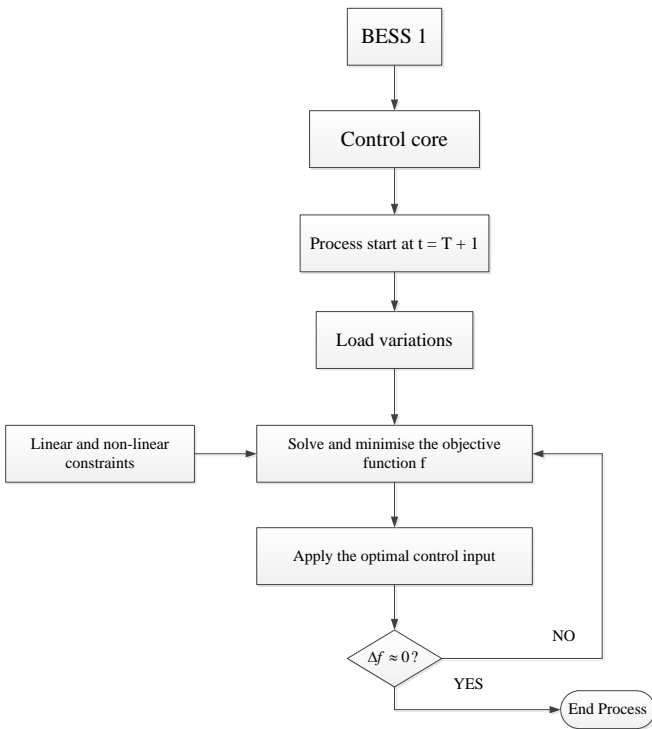 BESS 1
Control core
Process start at t = T + 1
Load variations
Linear and non-linear
constraints
Solve and minimise the objective
function f
Apply the optimal control input
Δf ≈ 0?
NO
YES
End Process